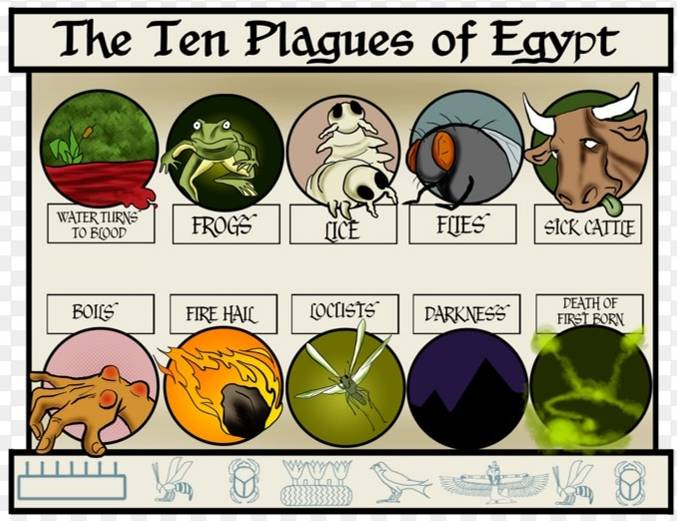 The Ten Plagues of Egypt
WATER TURNS
TO BLOOD
FROGS
LICE
FLIES
SICK CATTLE
BOILS
FIRE HAIL
LOCUSTS
DARKNESS
DEATH OF
FIRST BORN